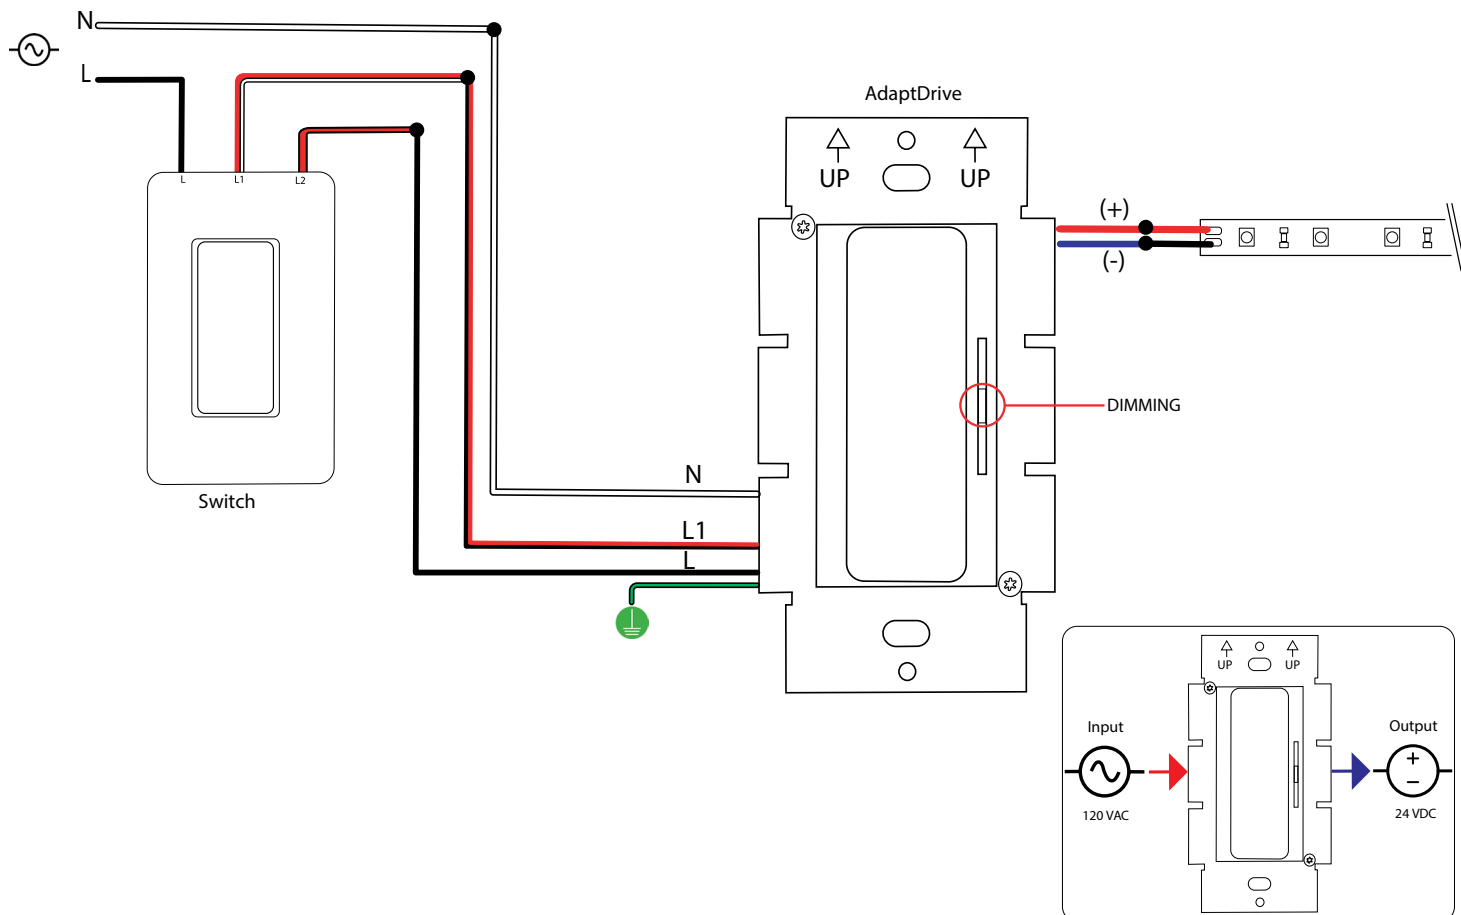 N
L
L
L1
L2
Switch
AdaptDrive
UP
UP
(+)
(-)
DIMMING
N
L1
L
UP
UP
Input
Output
120 VAC
24 VDC